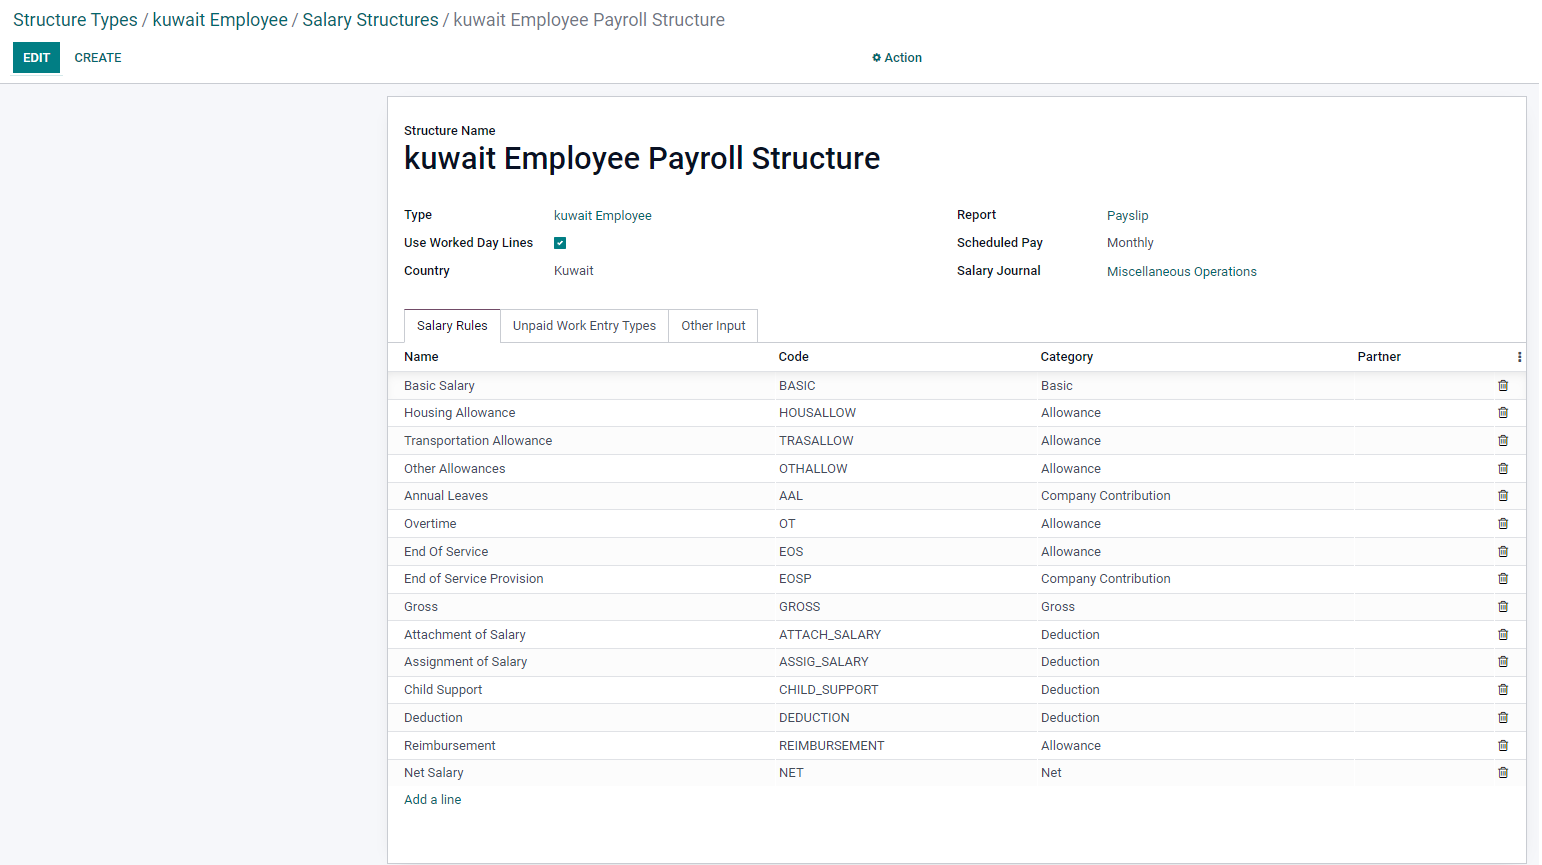 Structure Types / kuwait Employee / Salary Structures / kuwait Employee Payroll Structure
EDIT CREATE Action
Structure Name
kuwait Employee Payroll Structure
Type kuwait Employee Report Payslip
Use Worked Day Lines Scheduled Pay Monthly
Country Kuwait Salary Journal Miscellaneous Operations
Salary Rules Unpaid Work Entry Types Other Input
Name Code Category Partner
Basic Salary BASIC Basic
Housing Allowance HOUSALLOW Allowance
Transportation Allowance TRASALLOW Allowance
Other Allowances OTHALLOW Allowance
Annual Leaves AAL Company Contribution
Overtime OT Allowance
End Of Service EOS Allowance
End of Service Provision EOSP Company Contribution
Gross GROSS Gross
Attachment of Salary ATTACH_SALARY Deduction
Assignment of Salary ASSIG_SALARY Deduction
Child Support CHILD_SUPPORT Deduction
Deduction DEDUCTION Deduction
Reimbursement REIMBURSEMENT Allowance
Net Salary NET Net
Add a line